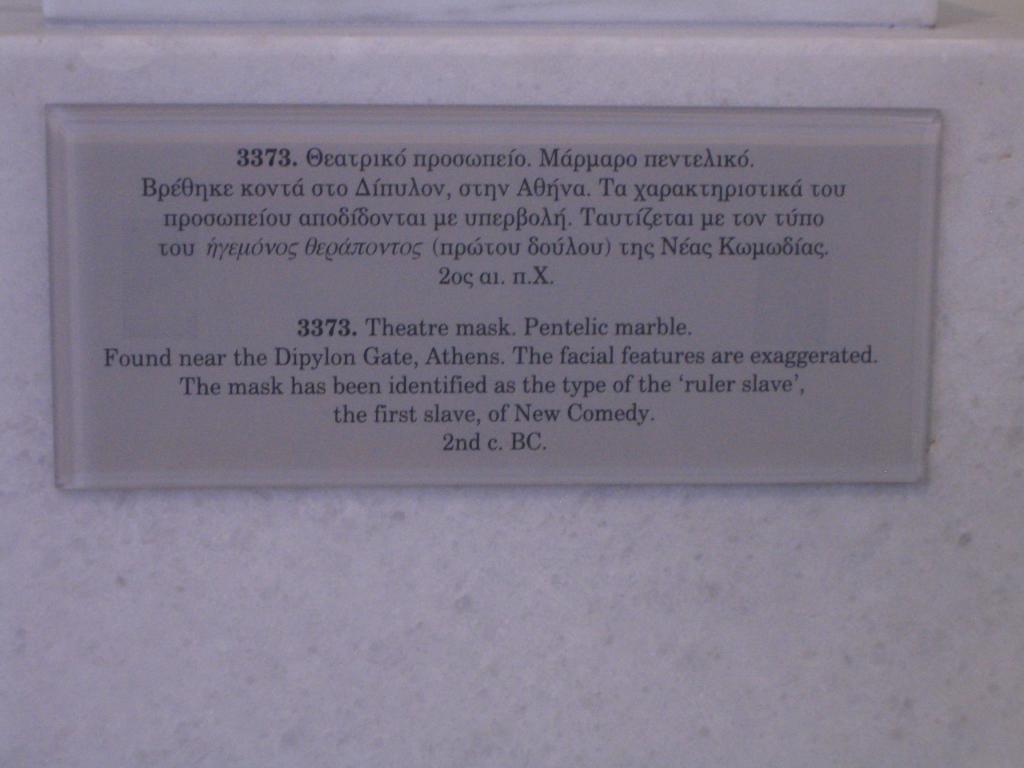 3373. Θεατρικό προσωπείο. Μάρμαρο πεντελικό.
Βρέθηκε κοντά στο Δίπυλον, στην Αθήνα. Τα χαρακτηριστικά του
προσωπείου αποδίδονται με υπερβολή. Ταυτίζεται με τον τύπο
του ἡγεμόνος θεράποντος (πρώτου δούλου) της Νέας Κωμωδίας.
2ος αι. π.Χ.
3373. Theatre mask. Pentelic marble.
Found near the Dipylon Gate, Athens. The facial features are exaggerated.
The mask has been identified as the type of the ‘ruler slave’,
the first slave, of New Comedy.
2nd c. BC.